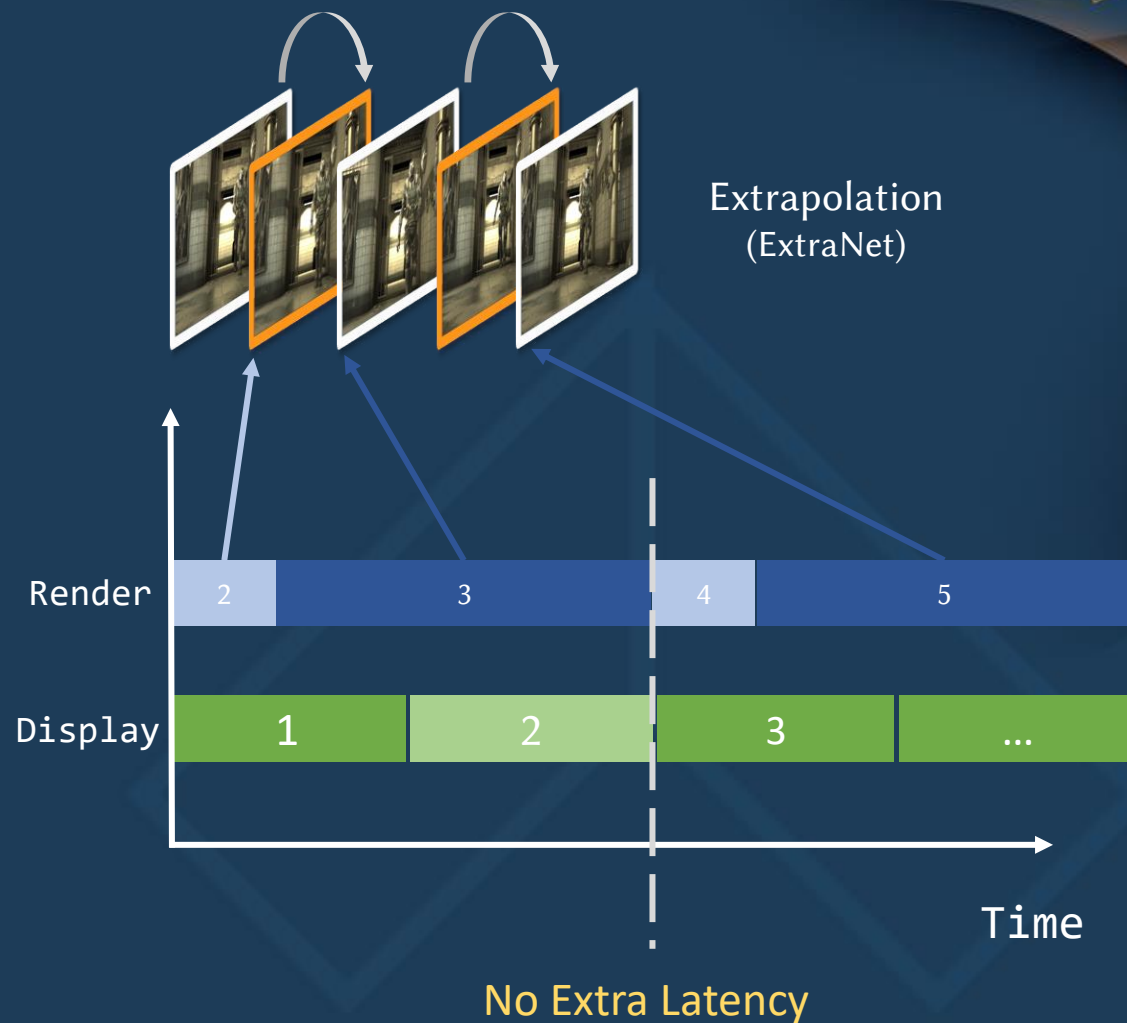 Extrapolation
(ExtraNet)
Render 2 3 4 5
Display 1 2 3 ...
Time
No Extra Latency